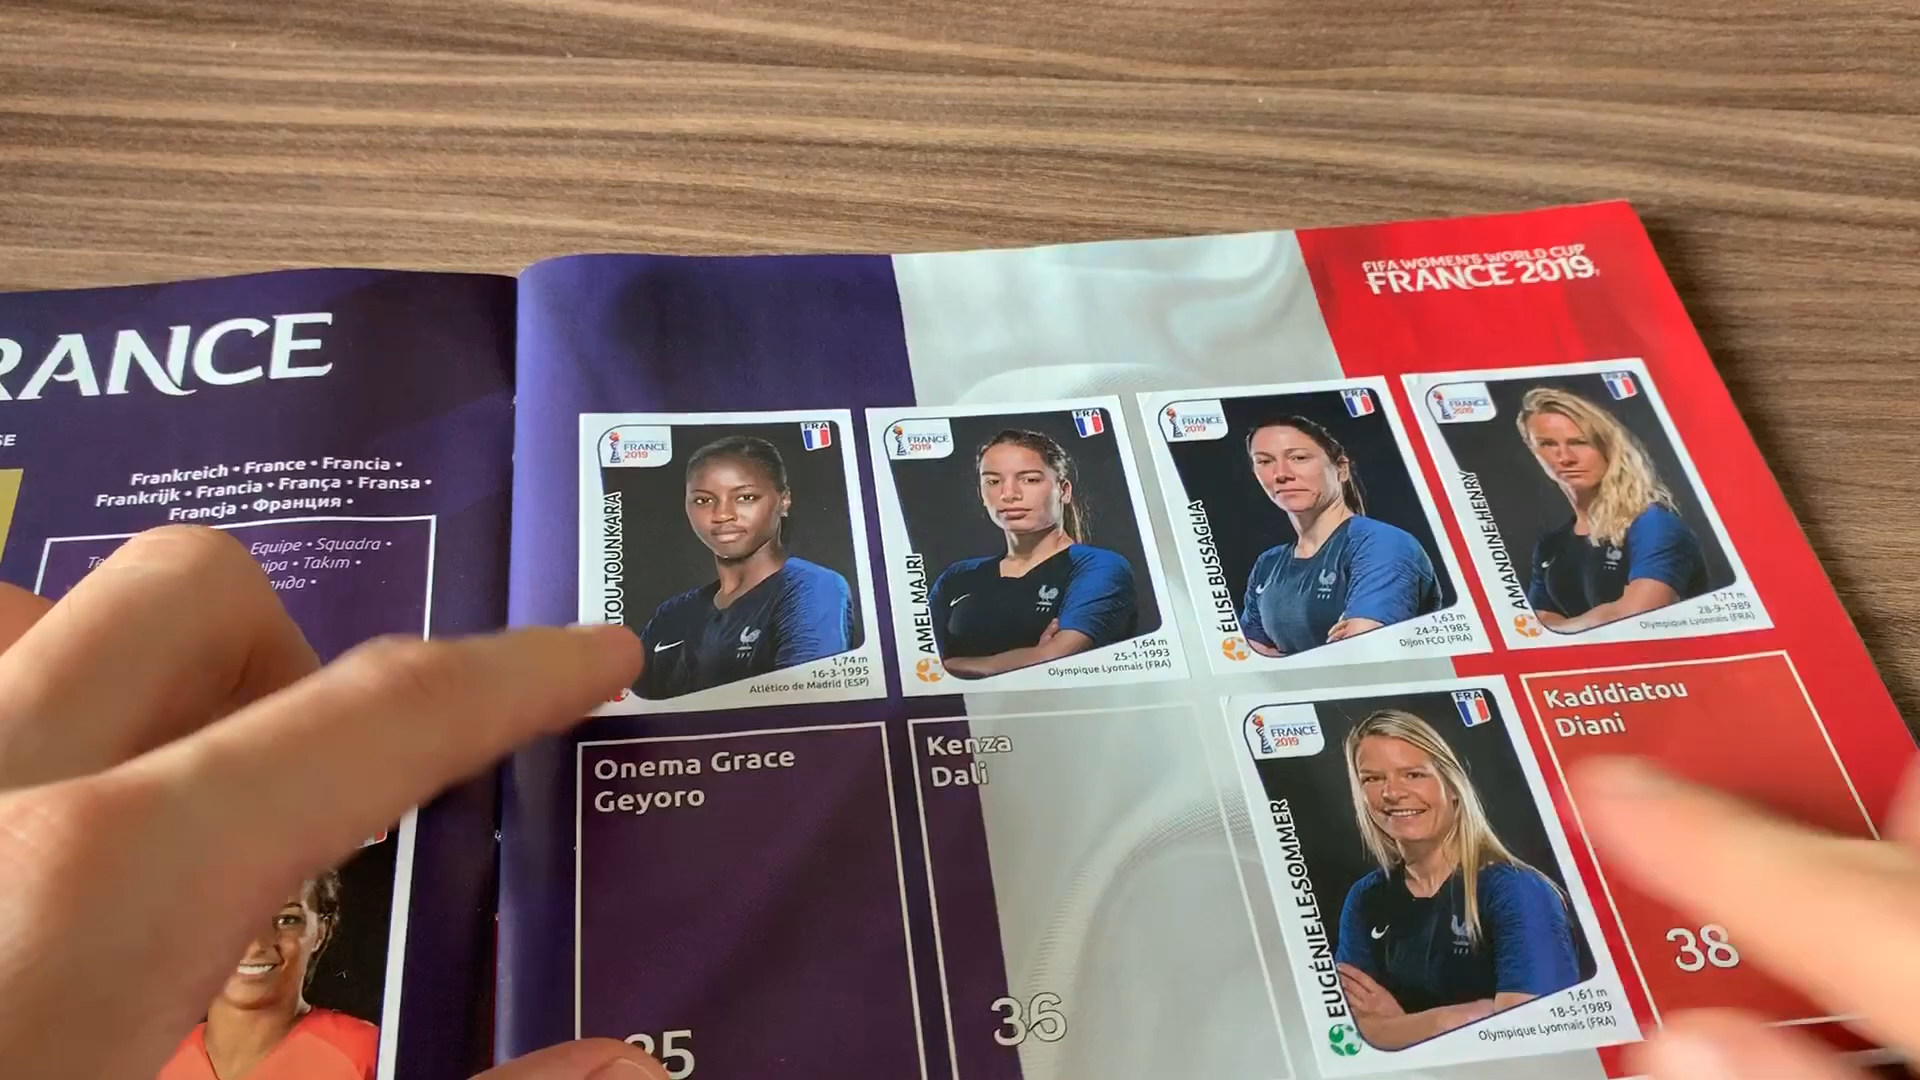 RANCE
SE
Frankreich • France • Francia •
Frankrijk • Francia • França • Fransa •
Francja • Франция •
Equipe • Squadra •
Takım •
FIFA WOMEN'S WORLD CUP
FRANCE 2019
FRANCE
2019
FRA
TOU TOUNKARA
1,74 m
16-3-1995
Atlético de Madrid (ESP)
FRANCE
2019
FRA
AMEL MAJRI
1,64 m
25-1-1993
Olympique Lyonnais (FRA)
FRANCE
2019
FRA
ÉLISE BUSSAGLIA
1,63 m
24-9-1985
Dijon FCO (FRA)
FRANCE
2019
FRA
AMANDINE HENRY
1,71 m
28-9-1989
Olympique Lyonnais (FRA)
Onema Grace
Geyoro
35
Kenza
Dali
36
FRANCE
2019
FRA
EUGÉNIE LE SOMMER
1,61 m
18-5-1989
Olympique Lyonnais (FRA)
Kadidiatou
Diani
38